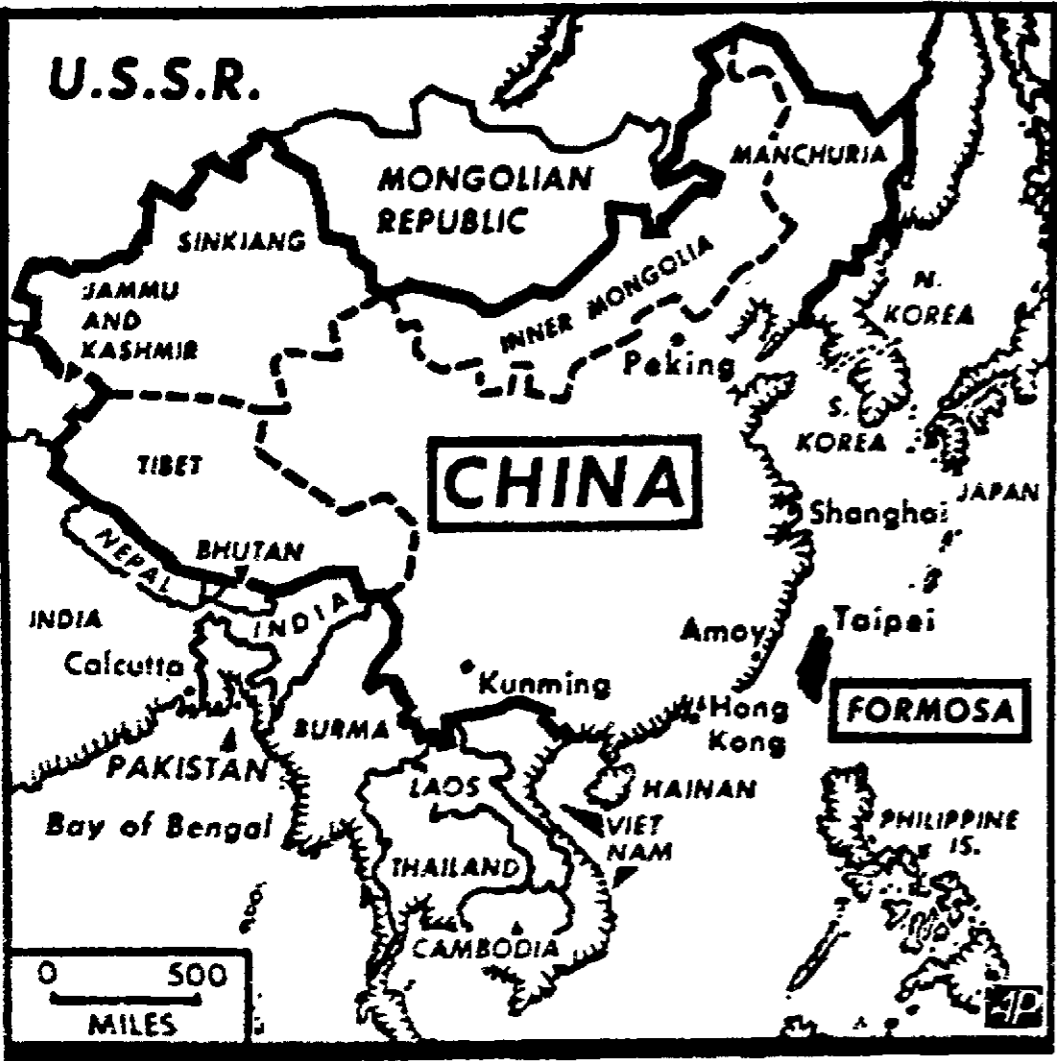 U.S.S.R.
MANCHURIA
MONGOLIAN
REPUBLIC
SINKIANG
JAMMU
AND
KASHMIR
INNER MONGOLIA
N.
KOREA
Peking
S.
KOREA
TIBET
CHINA
JAPAN
Shanghai
NEPAL
BHUTAN
INDIA
INDIA
Taipei
Amoy
Calcutta
Kunming
FORMOSA
Hong
Kong
BURMA
PAKISTAN
LAOS
HAINAN
Bay of Bengal
VIET
NAM
PHILIPPINE
IS.
THAILAND
CAMBODIA
0 500
MILES
AP